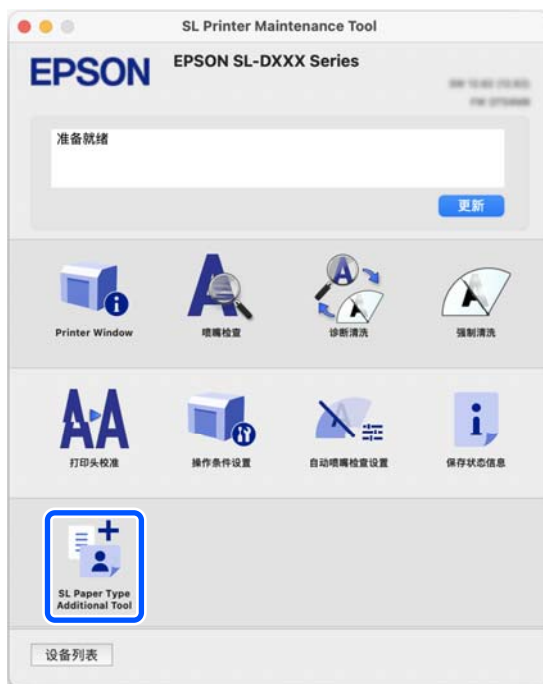 SL Printer Maintenance Tool
EPSON
EPSON SL-DXXX Series
准备就绪
更新
Printer Window
喷嘴检查
诊断清洗
强制清洗
打印头校准
操作条件设置
自动喷嘴检查设置
保存状态信息
SL Paper Type
Additional Tool
设备列表